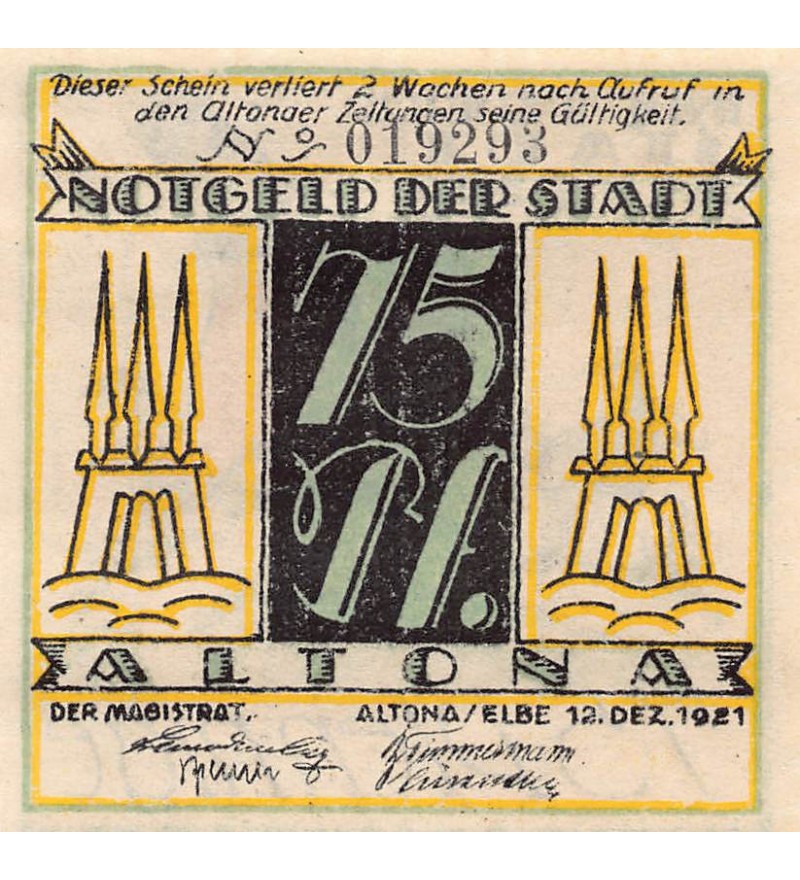 Dieser Schein verliert 2 Wochen nach Aufruf in
den Altonaer Zeitungen seine Gültigkeit.
No 019293
NOTGELD DER STADT
75
Pf.
ALTONA
DER MAGISTRAT. ALTONA/ELBE 12. DEZ. 1921
Timmermann